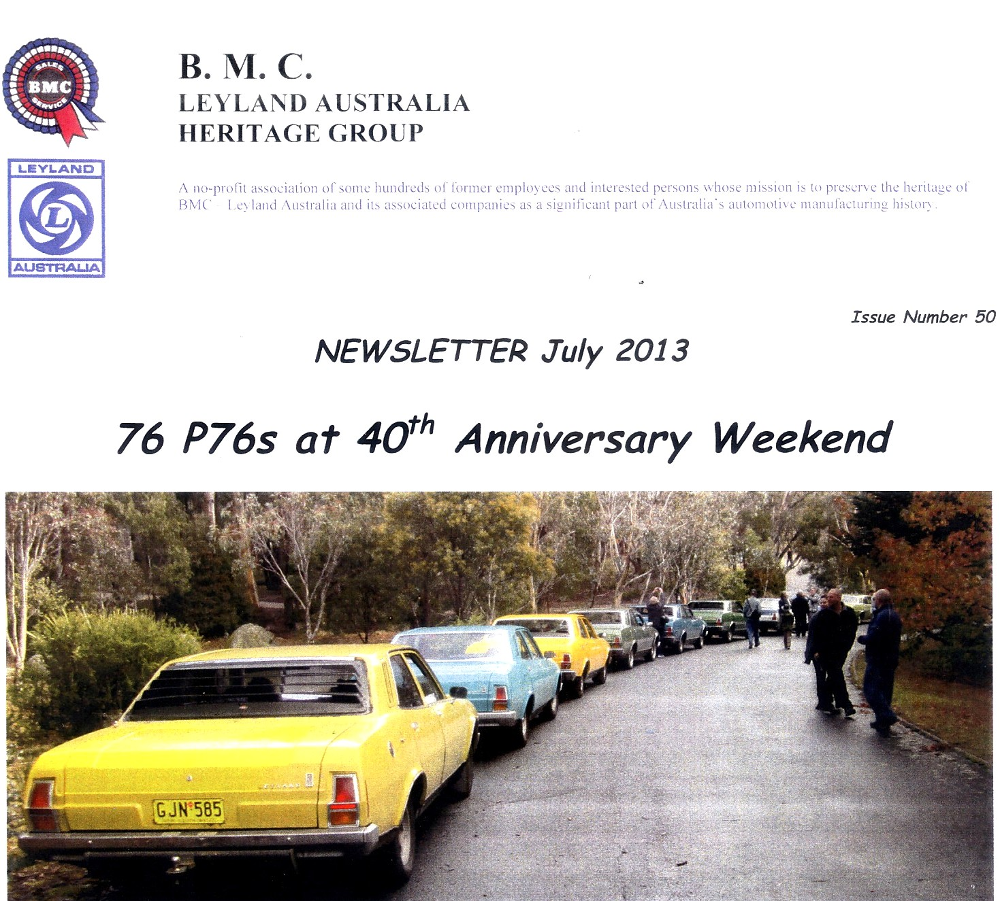 SALES
BMC
SERVICE
B. M. C.
LEYLAND AUSTRALIA
HERITAGE GROUP
LEYLAND
L
AUSTRALIA
A no-profit association of some hundreds of former employees and interested persons whose mission is to preserve the heritage of
BMC – Leyland Australia and its associated companies as a significant part of Australia's automotive manufacturing history.
Issue Number 50
NEWSLETTER July 2013
76 P76s at 40th Anniversary Weekend
LEYLAND
GJN•585